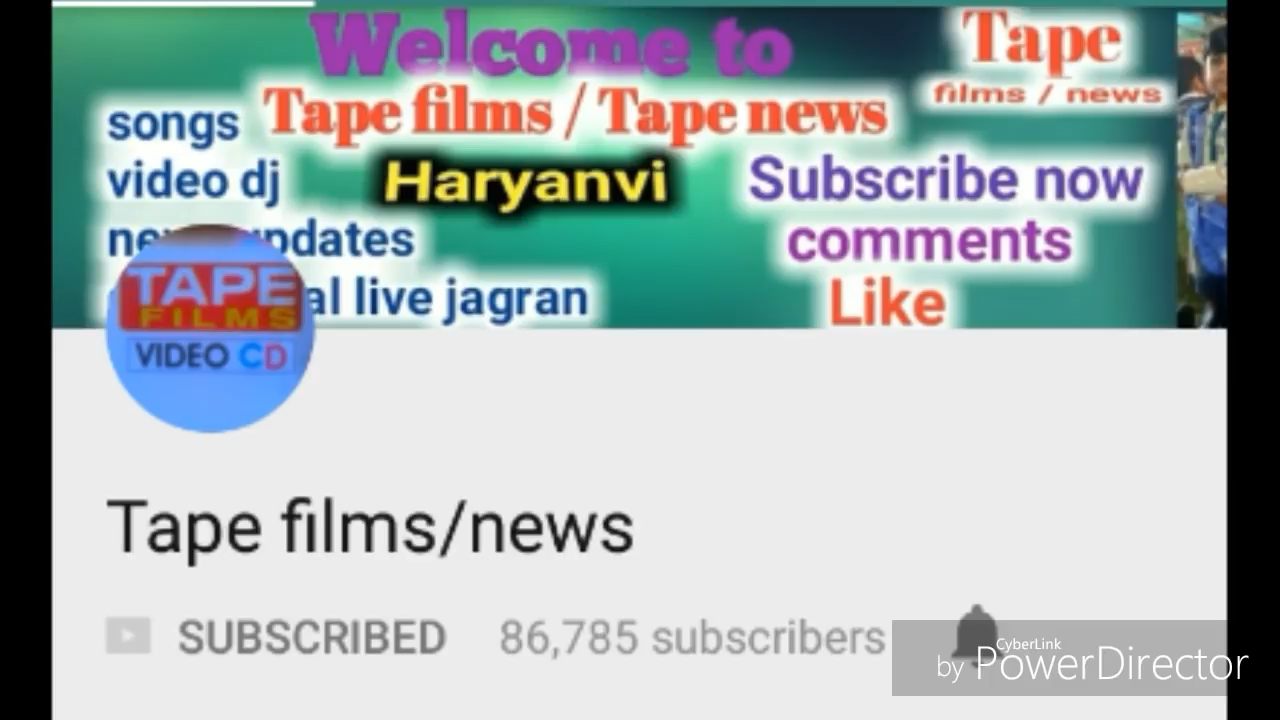 Welcome to
Tape
films / news
Tape films / Tape news
songs
video dj
Haryanvi
Subscribe now
updates
comments
live jagran
Like
TAPE
FILMS
VIDEO CD
Tape films/news
SUBSCRIBED 86,785 subscribers
CyberLink
by PowerDirector